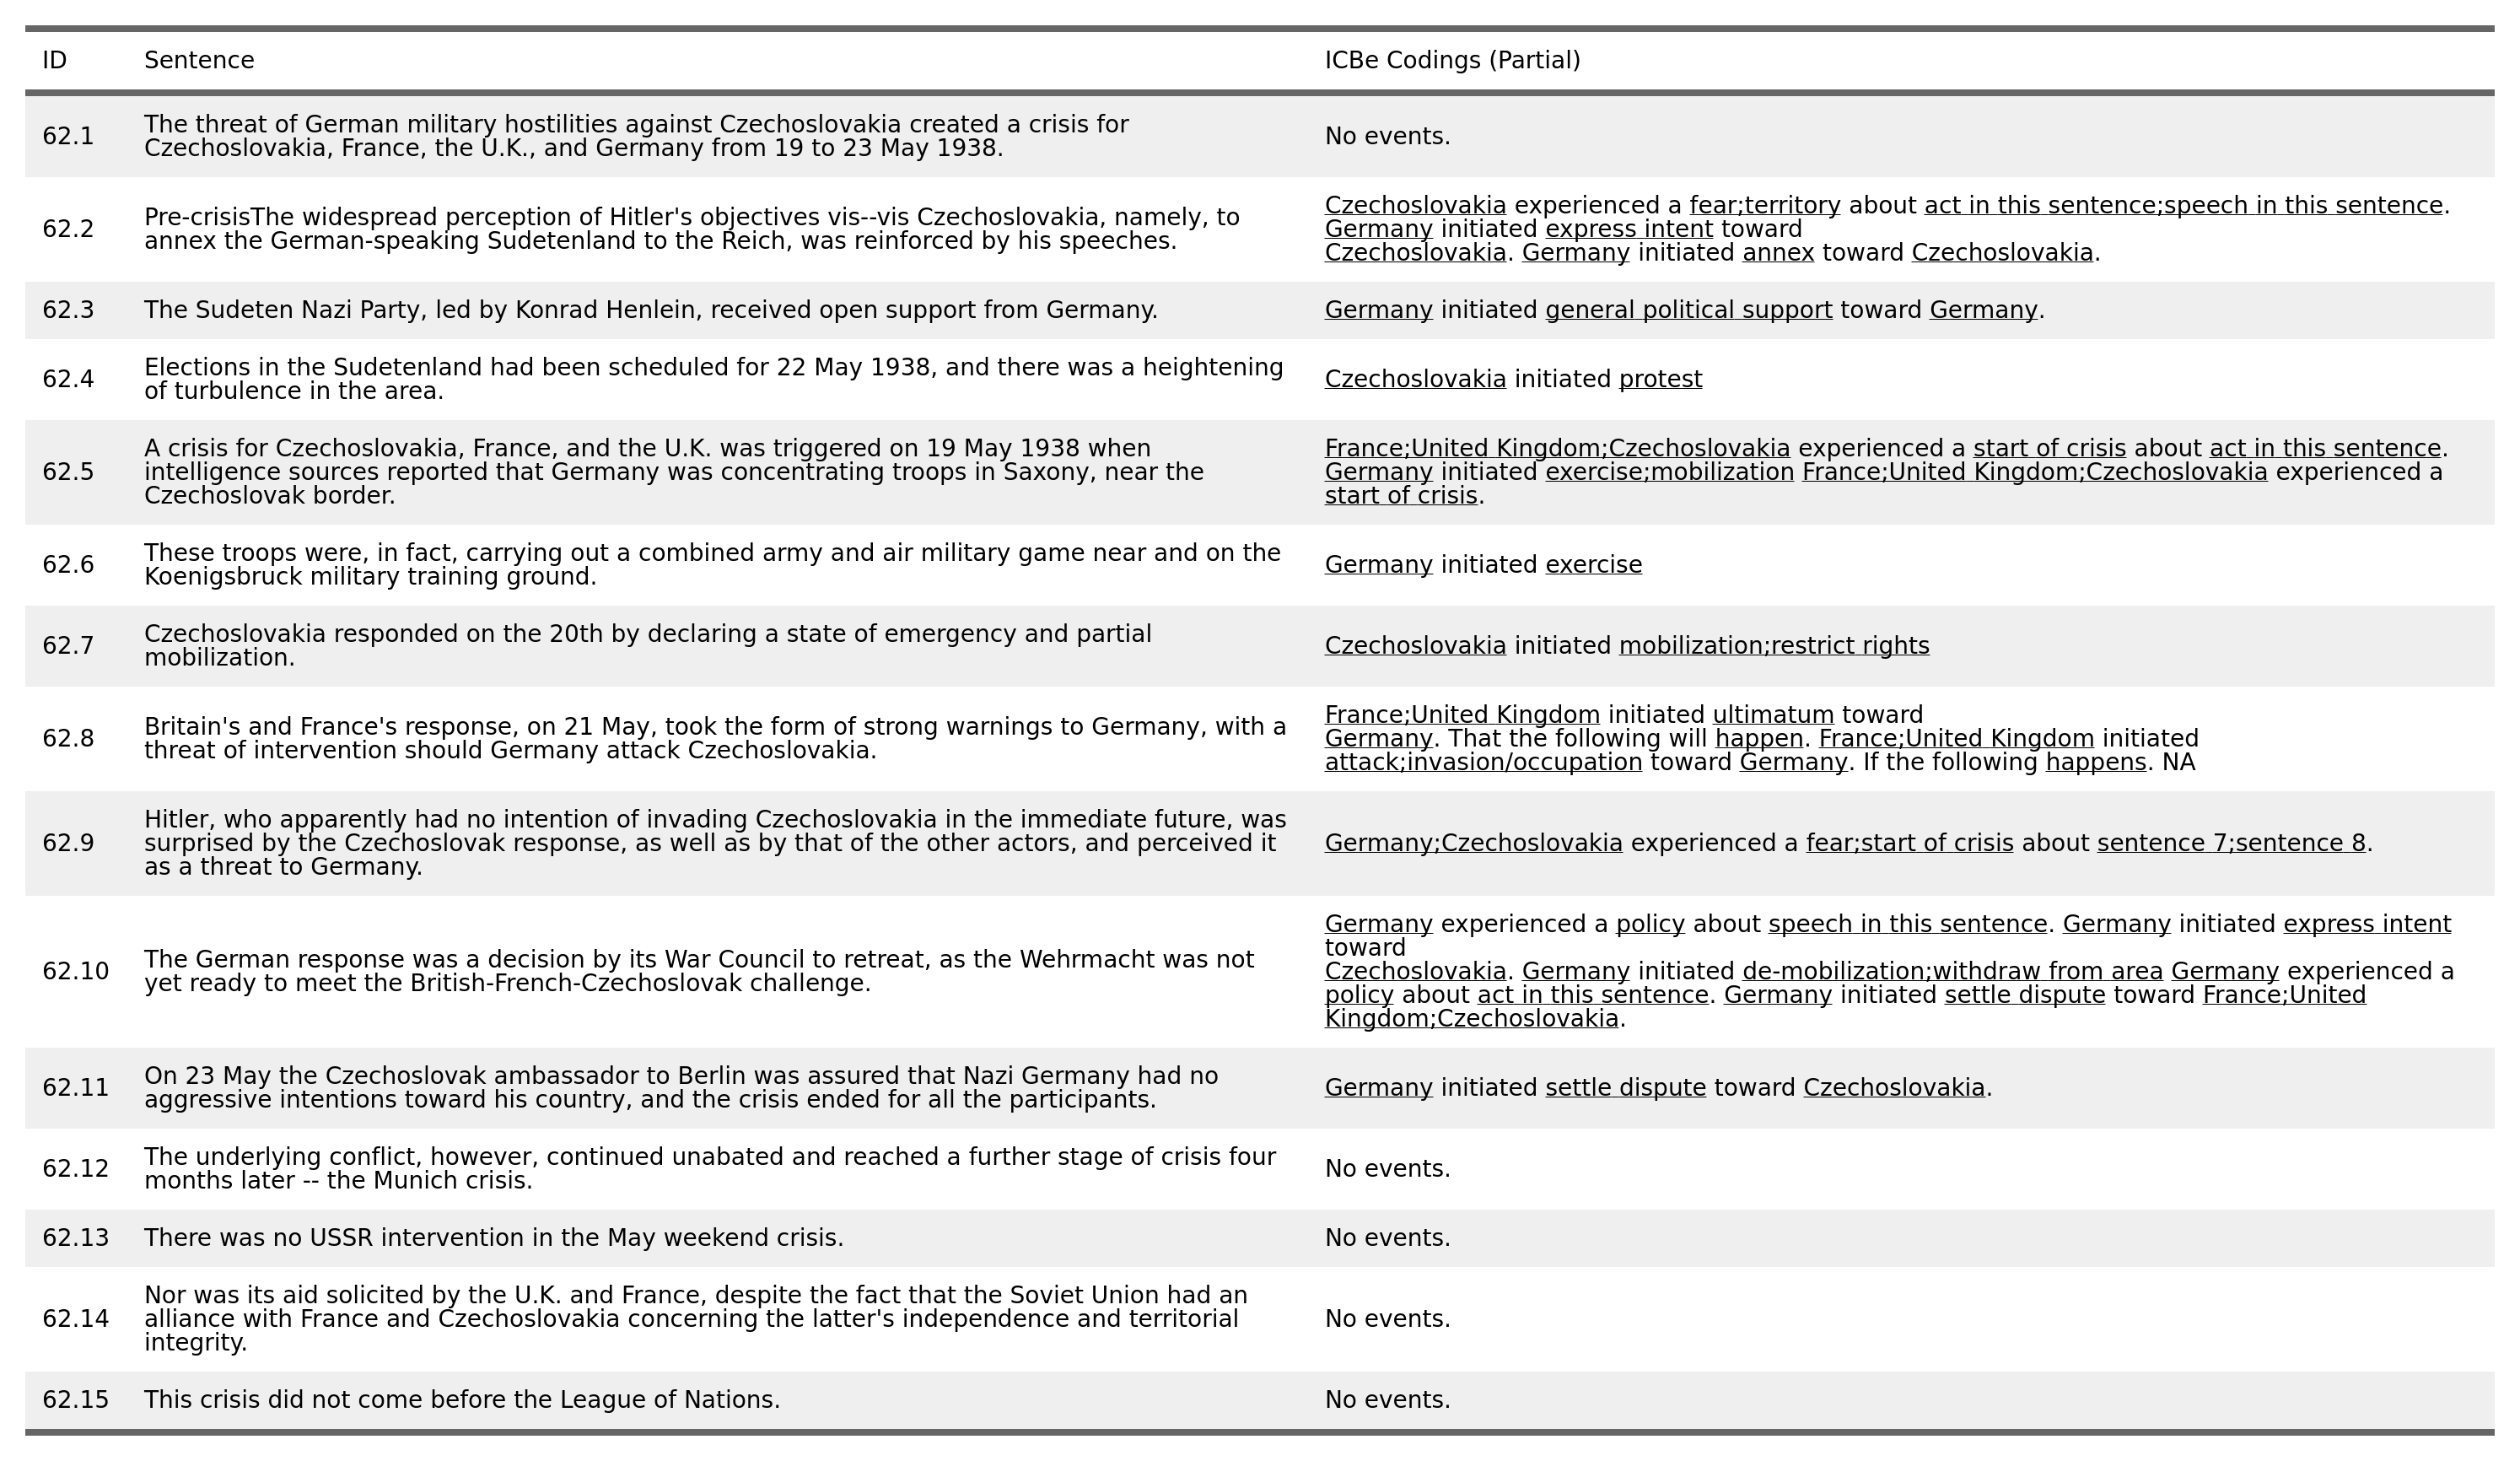 ID Sentence ICBe Codings (Partial)
62.1 The threat of German military hostilities against Czechoslovakia created a crisis for
Czechoslovakia, France, the U.K., and Germany from 19 to 23 May 1938.
No events.
62.2 Pre-crisisThe widespread perception of Hitler's objectives vis--vis Czechoslovakia, namely, to
annex the German-speaking Sudetenland to the Reich, was reinforced by his speeches.
Czechoslovakia experienced a fear;territory about act in this sentence;speech in this sentence.
Germany initiated express intent toward
Czechoslovakia. Germany initiated annex toward Czechoslovakia.
62.3 The Sudeten Nazi Party, led by Konrad Henlein, received open support from Germany.
Germany initiated general political support toward Germany.
62.4 Elections in the Sudetenland had been scheduled for 22 May 1938, and there was a heightening
of turbulence in the area.
Czechoslovakia initiated protest
62.5 A crisis for Czechoslovakia, France, and the U.K. was triggered on 19 May 1938 when
intelligence sources reported that Germany was concentrating troops in Saxony, near the
Czechoslovak border.
France;United Kingdom;Czechoslovakia experienced a start of crisis about act in this sentence.
Germany initiated exercise;mobilization France;United Kingdom;Czechoslovakia experienced a
start of crisis.
62.6 These troops were, in fact, carrying out a combined army and air military game near and on the
Koenigsbruck military training ground.
Germany initiated exercise
62.7 Czechoslovakia responded on the 20th by declaring a state of emergency and partial
mobilization.
Czechoslovakia initiated mobilization;restrict rights
62.8 Britain's and France's response, on 21 May, took the form of strong warnings to Germany, with a
threat of intervention should Germany attack Czechoslovakia.
France;United Kingdom initiated ultimatum toward
Germany. That the following will happen. France;United Kingdom initiated
attack;invasion/occupation toward Germany. If the following happens. NA
62.9 Hitler, who apparently had no intention of invading Czechoslovakia in the immediate future, was
surprised by the Czechoslovak response, as well as by that of the other actors, and perceived it
as a threat to Germany.
Germany;Czechoslovakia experienced a fear;start of crisis about sentence 7;sentence 8.
62.10 The German response was a decision by its War Council to retreat, as the Wehrmacht was not
yet ready to meet the British-French-Czechoslovak challenge.
Germany experienced a policy about speech in this sentence. Germany initiated express intent
toward
Czechoslovakia. Germany initiated de-mobilization;withdraw from area Germany experienced a
policy about act in this sentence. Germany initiated settle dispute toward France;United
Kingdom;Czechoslovakia.
62.11 On 23 May the Czechoslovak ambassador to Berlin was assured that Nazi Germany had no
aggressive intentions toward his country, and the crisis ended for all the participants.
Germany initiated settle dispute toward Czechoslovakia.
62.12 The underlying conflict, however, continued unabated and reached a further stage of crisis four
months later -- the Munich crisis.
No events.
62.13 There was no USSR intervention in the May weekend crisis.
No events.
62.14 Nor was its aid solicited by the U.K. and France, despite the fact that the Soviet Union had an
alliance with France and Czechoslovakia concerning the latter's independence and territorial
integrity.
No events.
62.15 This crisis did not come before the League of Nations.
No events.